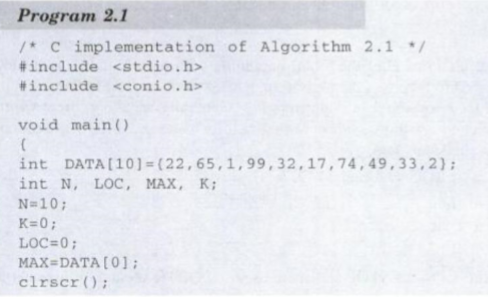 Program 2.1
/* C implementation of Algorithm 2.1 */
#include <stdio.h>
#include <conio.h>
void main()
{
int DATA[10]={22,65,1,99,32,17,74,49,33,2};
int N, LOC, MAX, K;
N=10;
K=0;
LOC=0;
MAX=DATA[0];
clrscr();